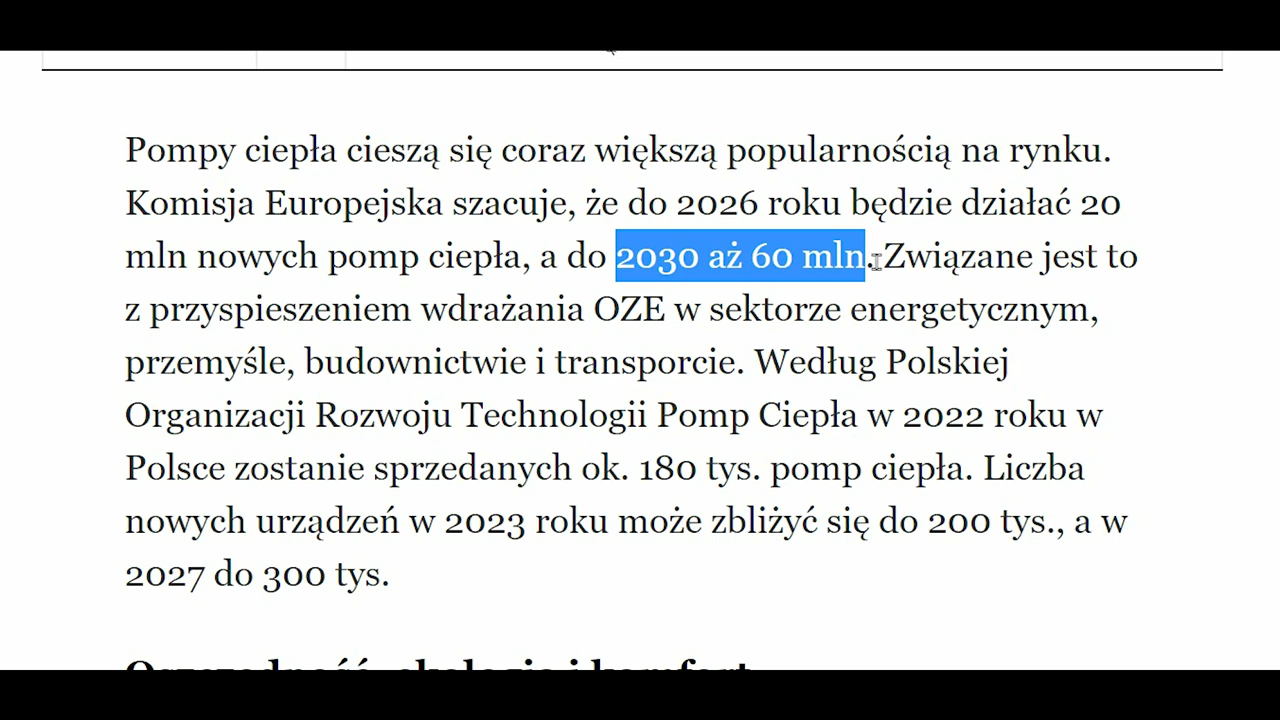 Pompy ciepła cieszą się coraz większą popularnością na rynku.
Komisja Europejska szacuje, że do 2026 roku będzie działać 20
mln nowych pomp ciepła, a do 2030 aż 60 mln. Związane jest to
z przyspieszeniem wdrażania OZE w sektorze energetycznym,
przemyśle, budownictwie i transporcie. Według Polskiej
Organizacji Rozwoju Technologii Pomp Ciepła w 2022 roku w
Polsce zostanie sprzedanych ok. 180 tys. pomp ciepła. Liczba
nowych urządzeń w 2023 roku może zbliżyć się do 200 tys., a w
2027 do 300 tys.
Oszczędność, ekologia i komfort